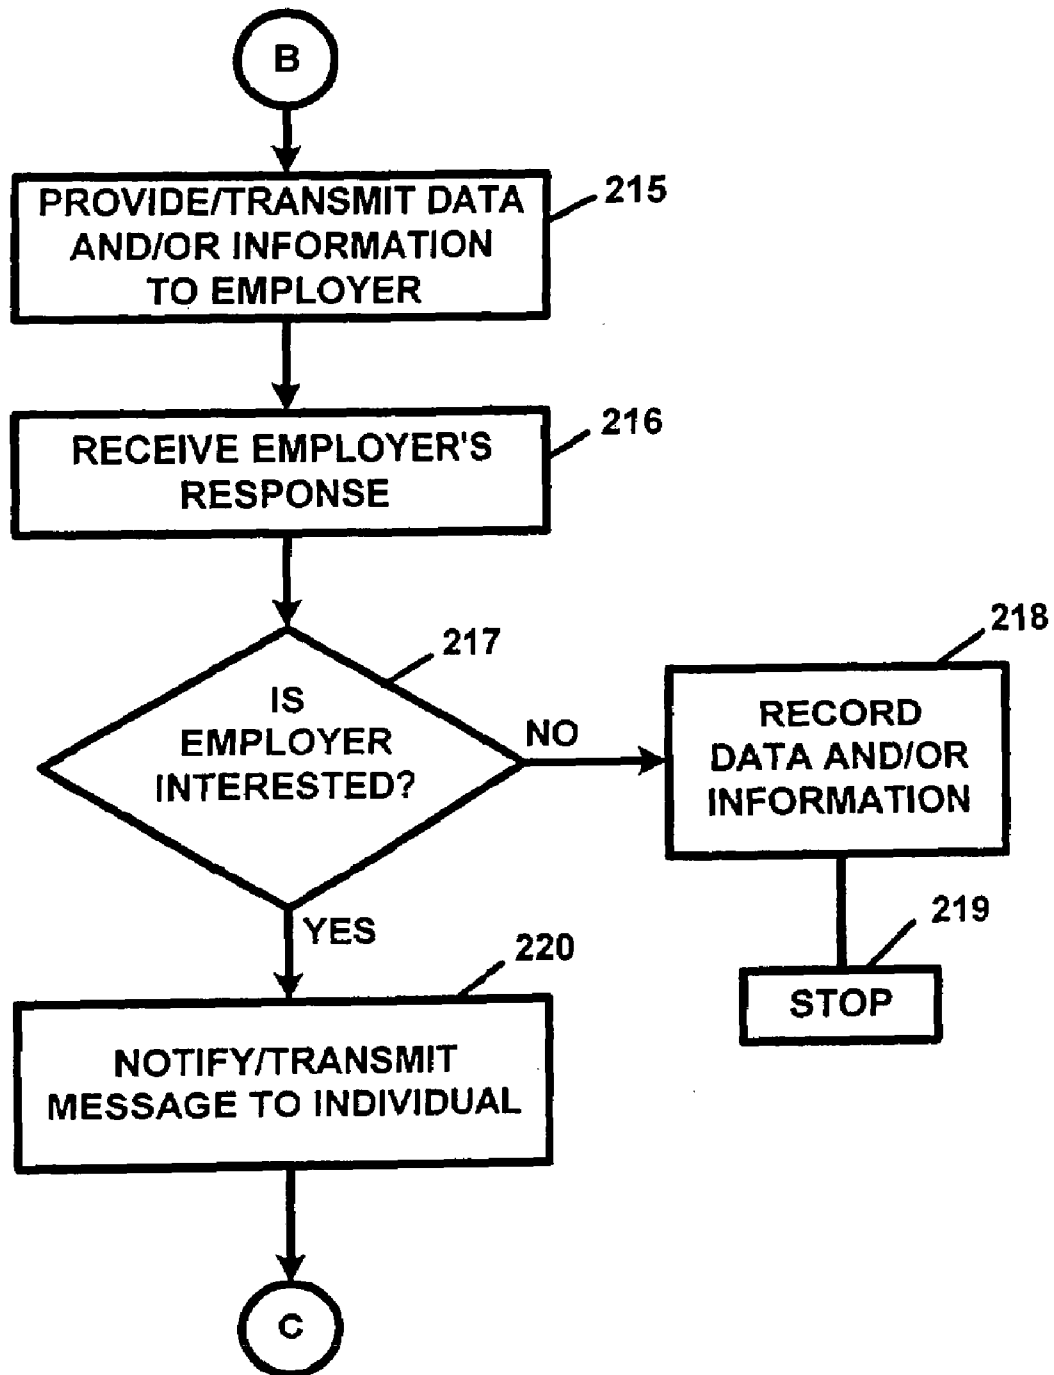 B
215
PROVIDE/TRANSMIT DATA
AND/OR INFORMATION
TO EMPLOYER
216
RECEIVE EMPLOYER'S
RESPONSE
217
IS
EMPLOYER
INTERESTED?
NO
218
RECORD
DATA AND/OR
INFORMATION
219
STOP
YES
220
NOTIFY/TRANSMIT
MESSAGE TO INDIVIDUAL
C